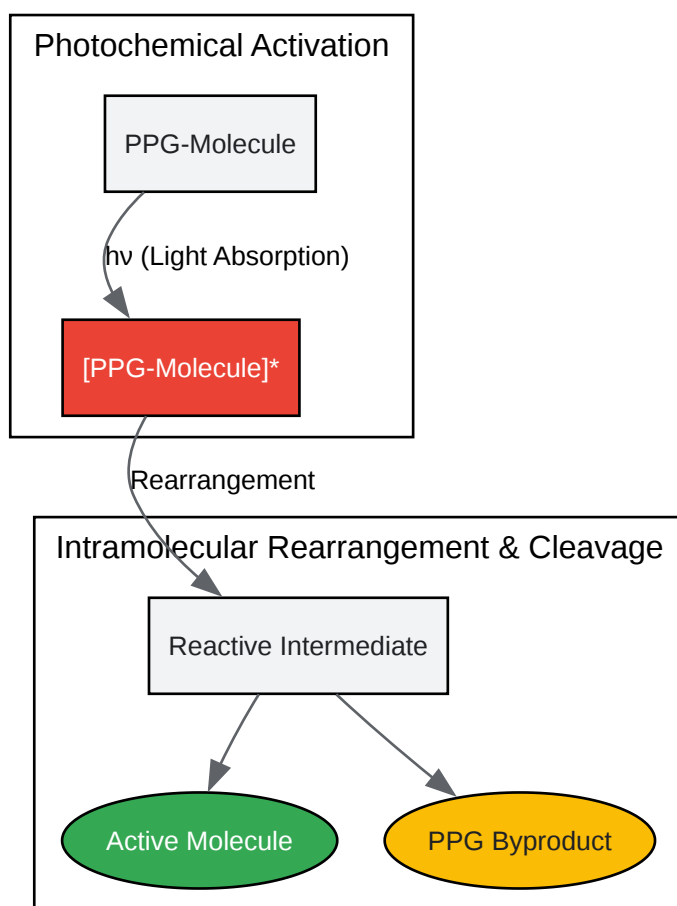 Photochemical Activation
PPG-Molecule
hν (Light Absorption)
[PPG-Molecule]*
Rearrangement
Intramolecular Rearrangement & Cleavage
Reactive Intermediate
Active Molecule
PPG Byproduct